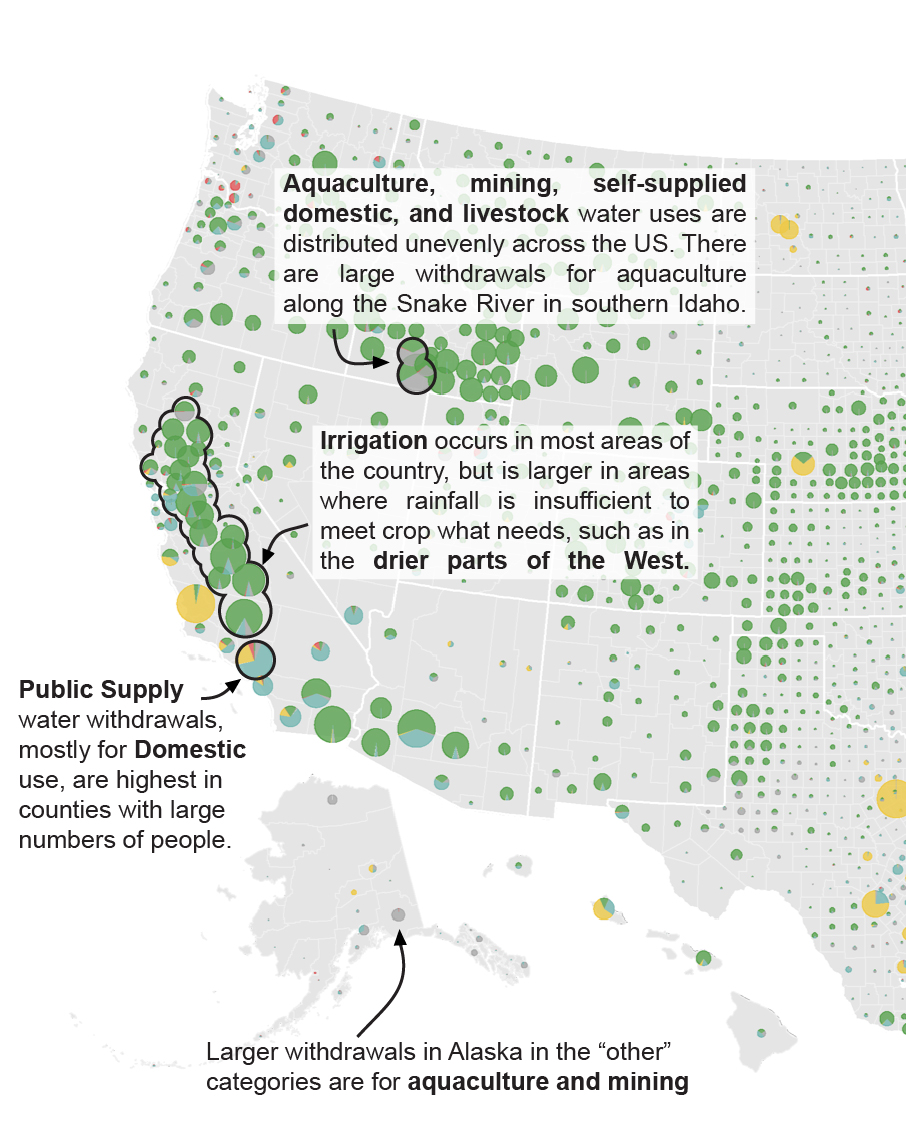 Aquaculture, mining, self-supplied
domestic, and livestock water uses are
distributed unevenly across the US. There
are large withdrawals for aquaculture
along the Snake River in southern Idaho.
Irrigation occurs in most areas of
the country, but is larger in areas
where rainfall is insufficient to
meet crop what needs, such as in
the drier parts of the West.
Public Supply
water withdrawals,
mostly for Domestic
use, are highest in
counties with large
numbers of people.
Larger withdrawals in Alaska in the “other”
categories are for aquaculture and mining